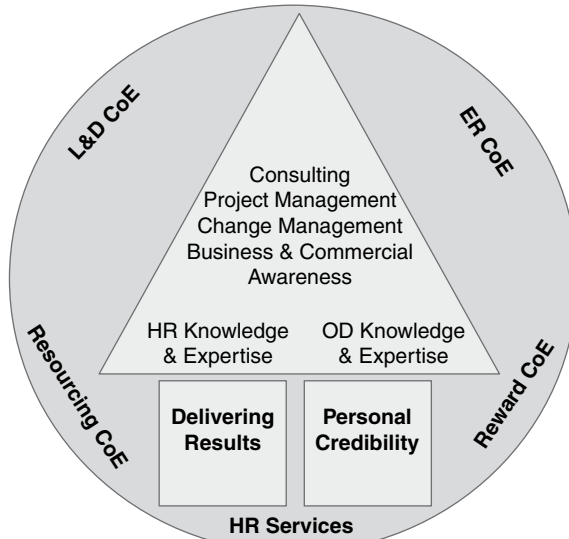 L&D CoE
ER CoE
Consulting
Project Management
Change Management
Business & Commercial
Awareness
HR Knowledge
& Expertise
OD Knowledge
& Expertise
Resourcing CoE
Reward CoE
Delivering
Results
Personal
Credibility
HR Services